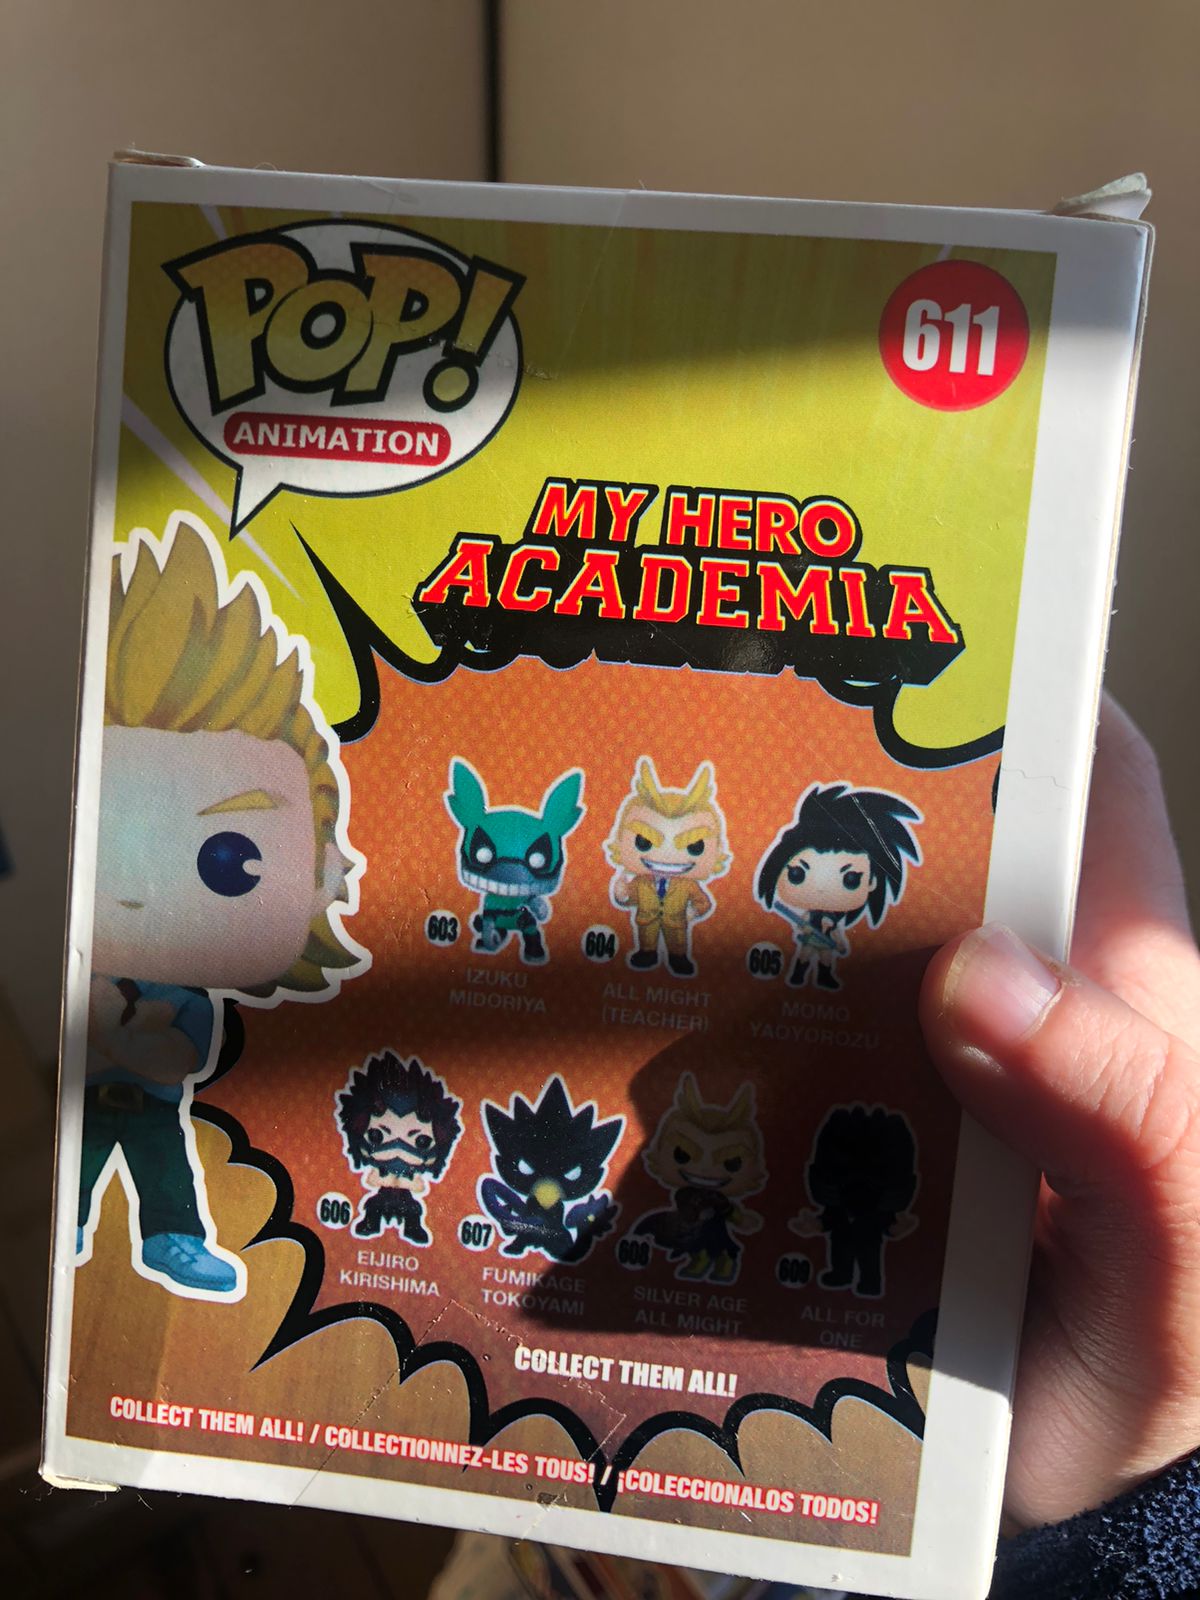 POP!
ANIMATION
611
MY HERO
ACADEMIA
603
IZUKU
MIDORIYA
604
ALL MIGHT
(TEACHER)
605
MOMO
YAOYOROZU
606
EIJIRO
KIRISHIMA
607
FUMIKAGE
TOKOYAMI
608
SILVER AGE
ALL MIGHT
609
ALL FOR
ONE
COLLECT THEM ALL!
COLLECT THEM ALL! / COLLECTIONNEZ-LES TOUS! / ¡COLECCIONALOS TODOS!